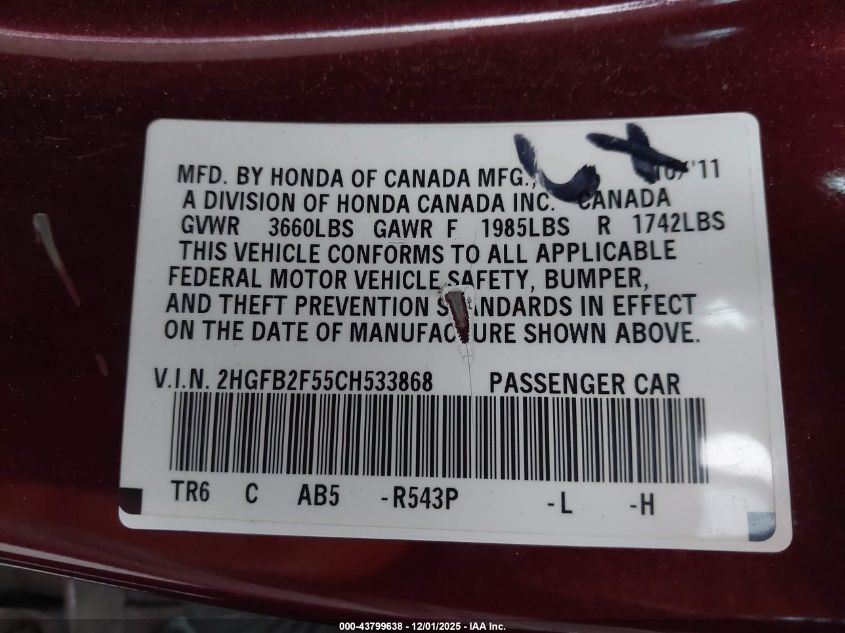 MFD. BY HONDA OF CANADA MFG., 10/'11
A DIVISION OF HONDA CANADA INC. CANADA
GVWR 3660LBS GAWR F 1985LBS R 1742LBS
THIS VEHICLE CONFORMS TO ALL APPLICABLE
FEDERAL MOTOR VEHICLE SAFETY, BUMPER,
AND THEFT PREVENTION STANDARDS IN EFFECT
ON THE DATE OF MANUFACTURE SHOWN ABOVE.
V.I.N. 2HGFB2F55CH533868 PASSENGER CAR
TR6 C AB5 -R543P -L -H
000-43799638 - 12/01/2025 - IAA Inc.